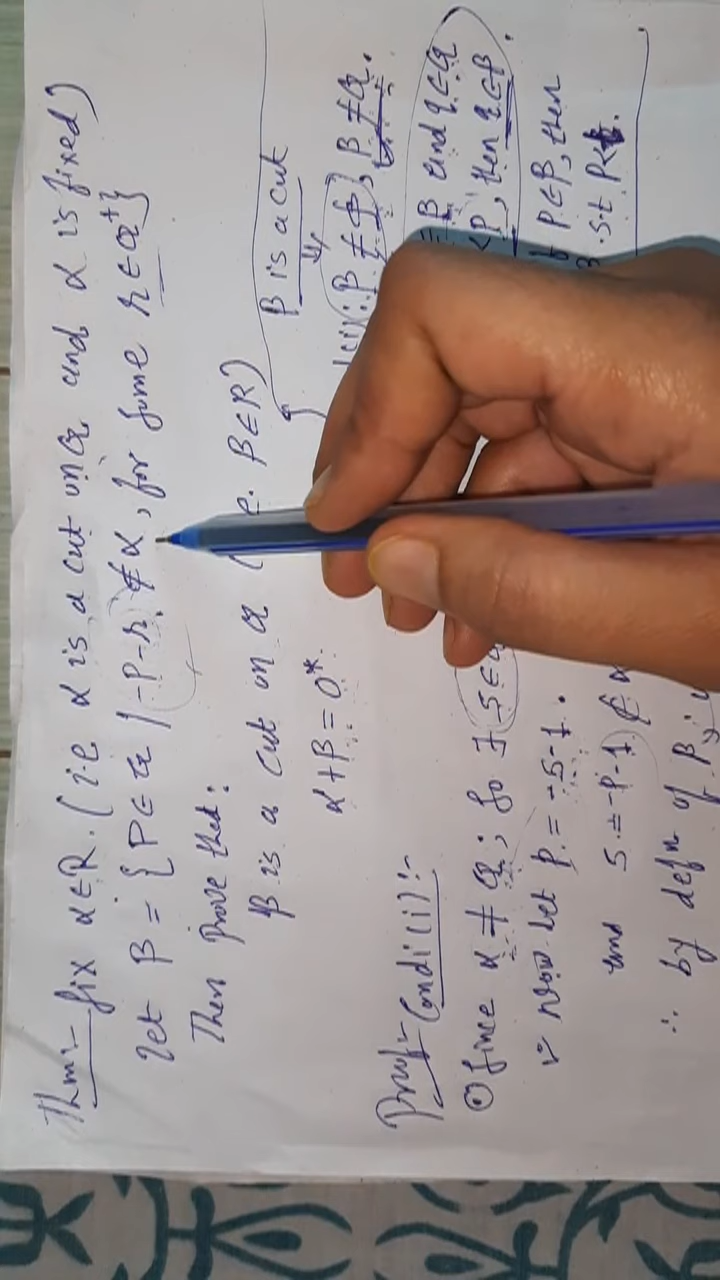 Thm:- fix α∈R. (i.e α is a cut on Q and α is fixed)
Let β = {P∈Q | -P-r ∉ α, for some r∈Q⁺}
Then prove that:
β is a cut on Q e. β∈R)
α+β = 0*.
β is a cut
(i): β ≠ ϕ, β ≠ Q.
β and q∈Q
<P, then q∈β.
P∈β, then
s.t P<
Proof:- Condi(i):-
Since α ≠ Q; So ∃ S∈
Now Let p = -S-1.
and S = -P-1 ∉ α
∴ by defn of β,